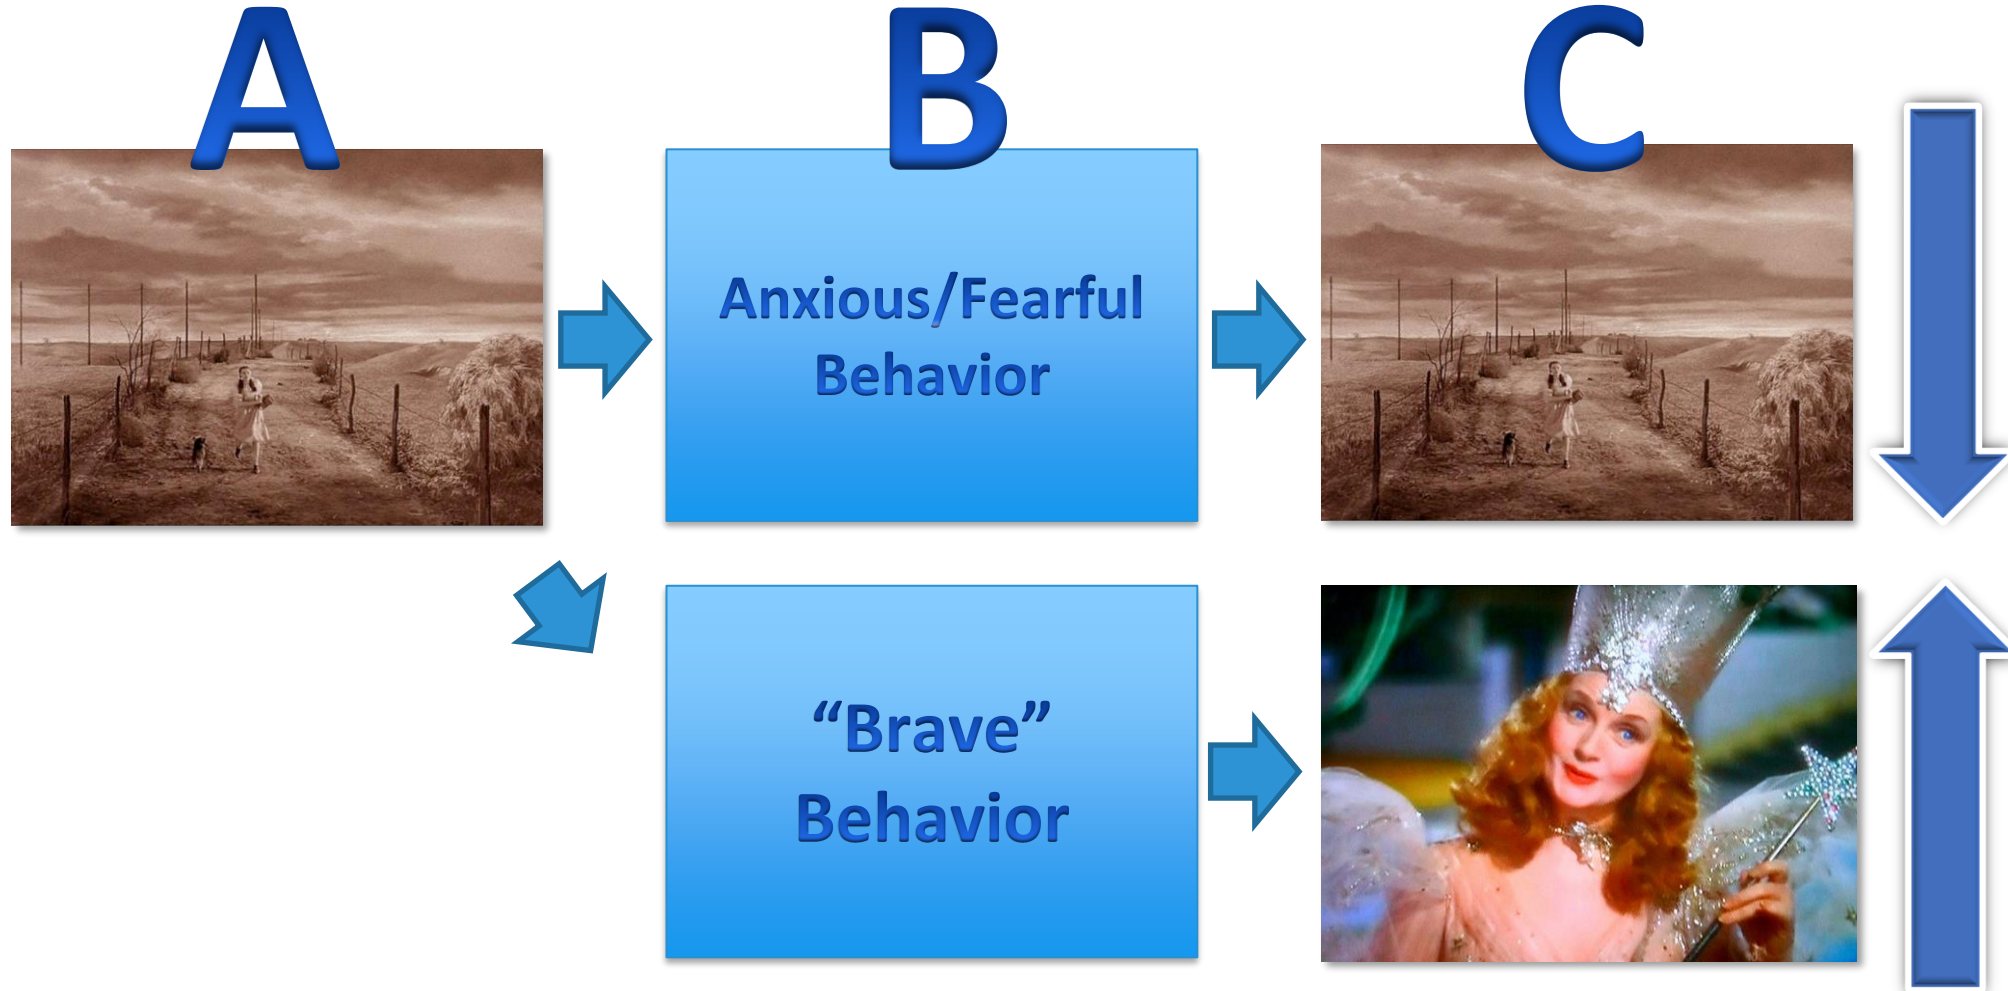 A
B
C
Anxious/Fearful
Behavior
“Brave”
Behavior